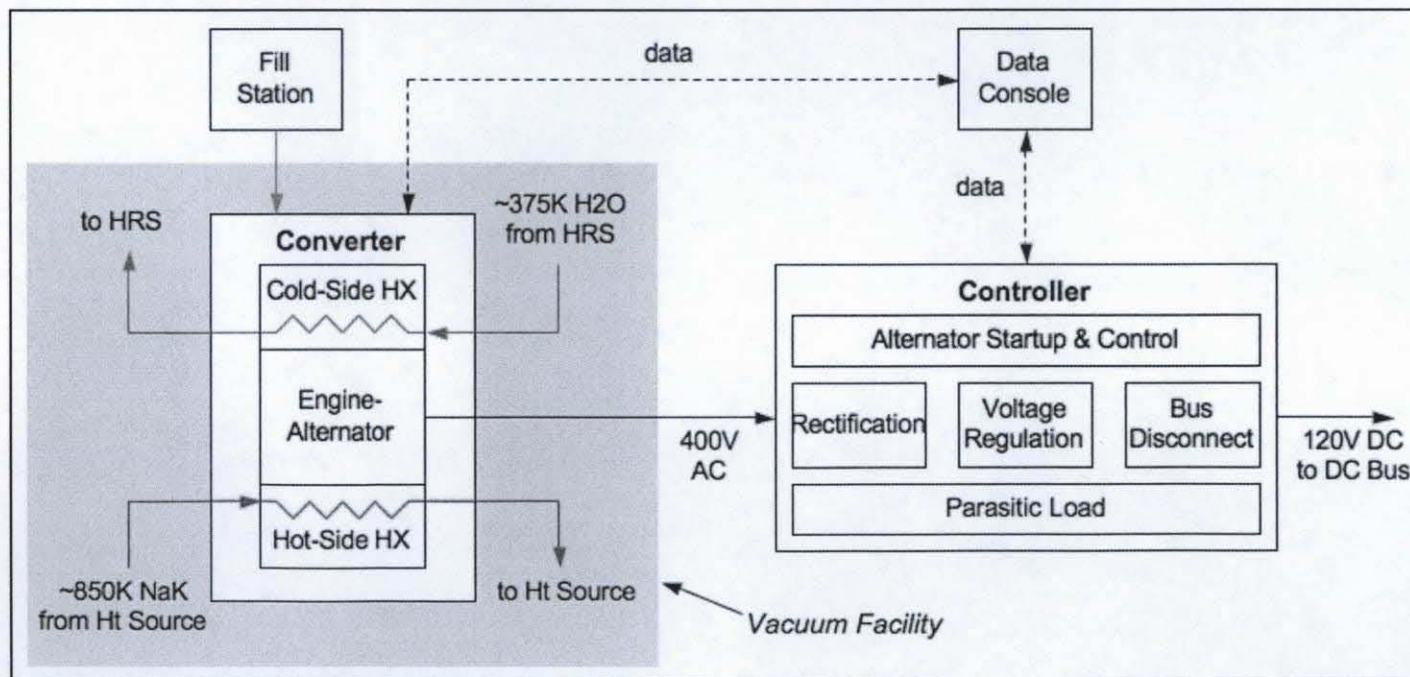 Fill
Station
data
Data
Console
data
to HRS
~375K H2O
from HRS
Converter
Cold-Side HX
Engine-
Alternator
Hot-Side HX
~850K NaK
from Ht Source
to Ht Source
Vacuum Facility
400V
AC
Controller
Alternator Startup & Control
Rectification
Voltage
Regulation
Bus
Disconnect
Parasitic Load
120V DC
to DC Bus